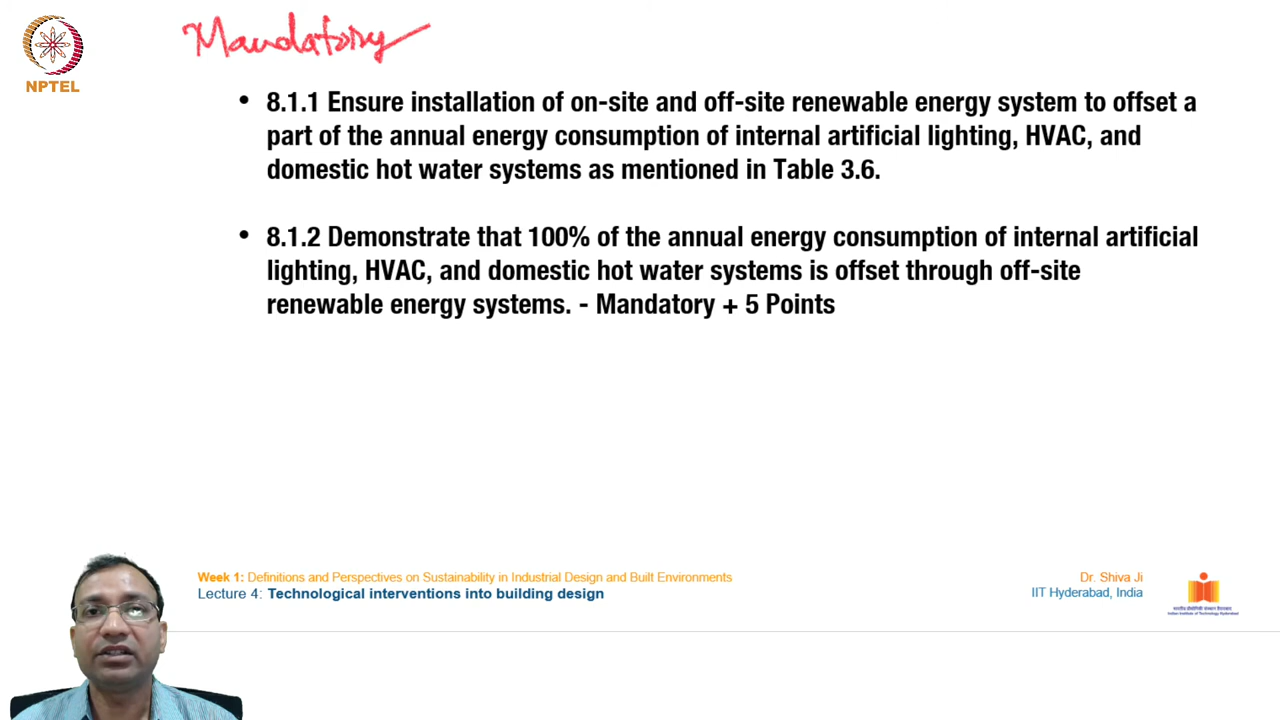 Mandatory
NPTEL
• 8.1.1 Ensure installation of on-site and off-site renewable energy system to offset a
part of the annual energy consumption of internal artificial lighting, HVAC, and
domestic hot water systems as mentioned in Table 3.6.
• 8.1.2 Demonstrate that 100% of the annual energy consumption of internal artificial
lighting, HVAC, and domestic hot water systems is offset through off-site
renewable energy systems. - Mandatory + 5 Points
Week 1: Definitions and Perspectives on Sustainability in Industrial Design and Built Environments
Lecture 4: Technological interventions into building design
Dr. Shiva Ji
IIT Hyderabad, India
Indian Institute of Technology Hyderabad